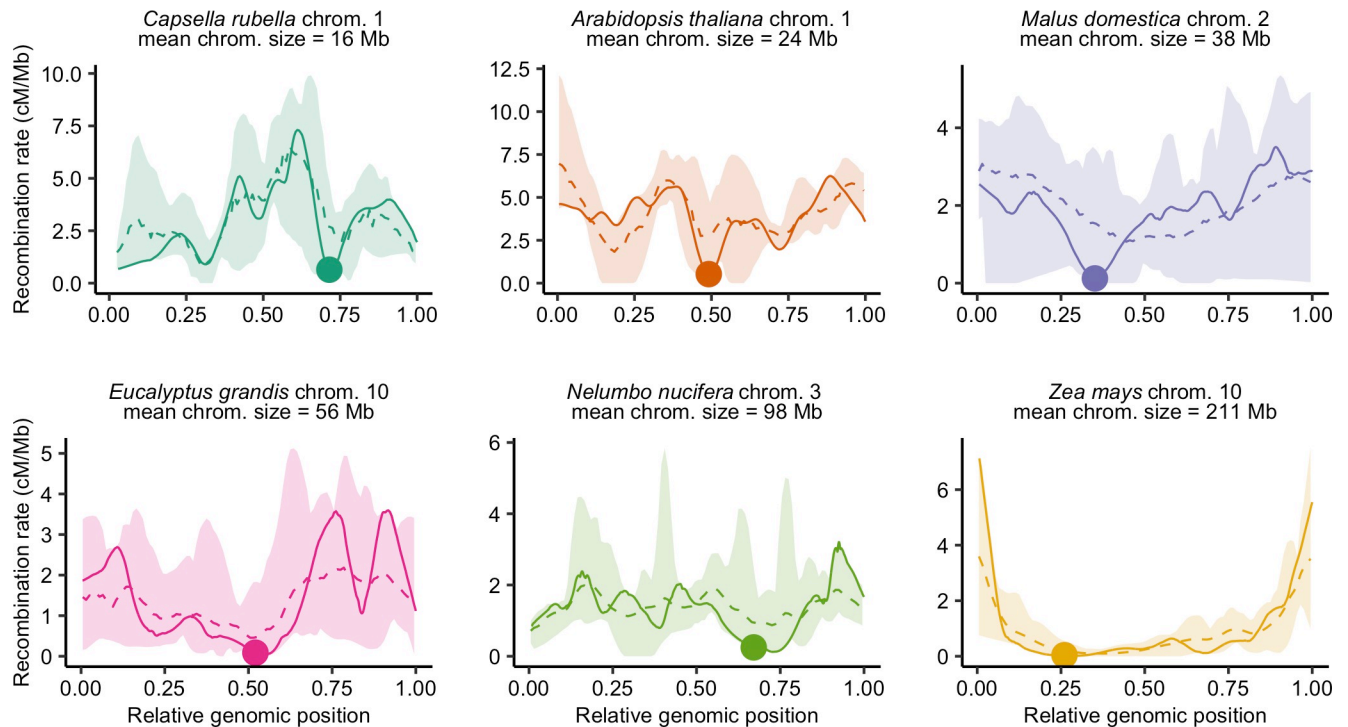 Capsella rubella chrom. 1
mean chrom. size = 16 Mb
Arabidopsis thaliana chrom. 1
mean chrom. size = 24 Mb
Malus domestica chrom. 2
mean chrom. size = 38 Mb
Recombination rate (cM/Mb)
10.0
7.5
5.0
2.5
0.0
0.00 0.25 0.50 0.75 1.00
12.5
10.0
7.5
5.0
2.5
0.0
0.00 0.25 0.50 0.75 1.00
4
2
0
0.00 0.25 0.50 0.75 1.00
Eucalyptus grandis chrom. 10
mean chrom. size = 56 Mb
Nelumbo nucifera chrom. 3
mean chrom. size = 98 Mb
Zea mays chrom. 10
mean chrom. size = 211 Mb
Recombination rate (cM/Mb)
5
4
3
2
1
0
0.00 0.25 0.50 0.75 1.00
Relative genomic position
6
4
2
0
0.00 0.25 0.50 0.75 1.00
Relative genomic position
6
4
2
0
0.00 0.25 0.50 0.75 1.00
Relative genomic position